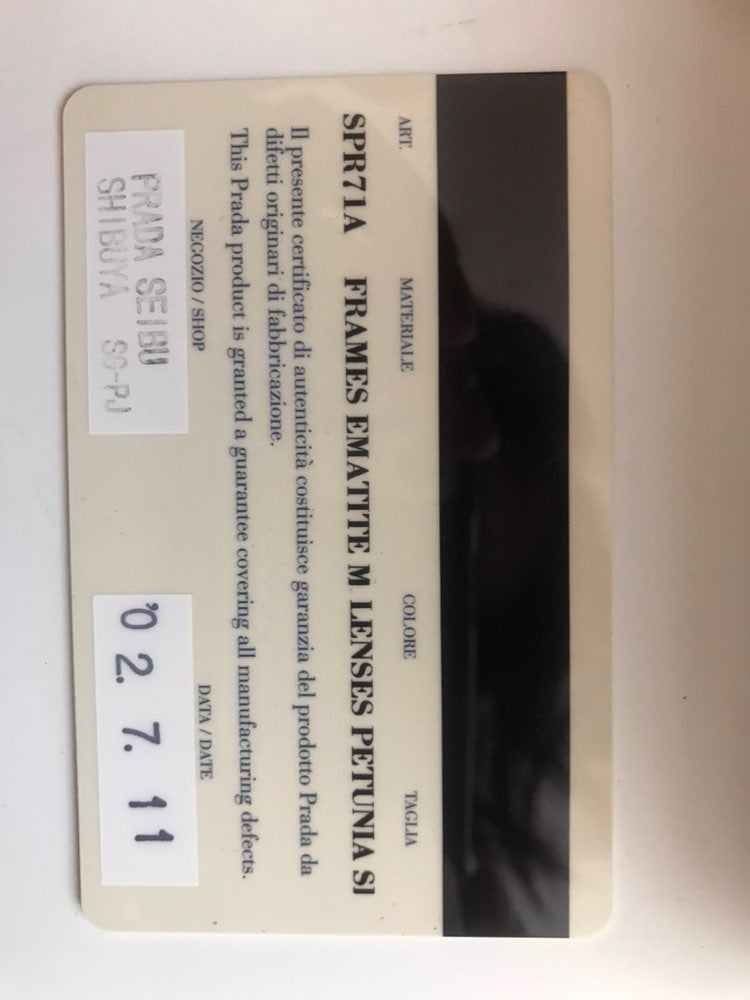 ART. MATERIALE COLORE TAGLIA
SPR71A FRAMES EMATITE M LENSES PETUNIA SI
Il presente certificato di autenticità costituisce garanzia del prodotto Prada da
difetti originari di fabbricazione.
This Prada product is granted a guarantee covering all manufacturing defects.
NEGOZIO / SHOP DATA / DATE
PRADA SEIBU
SHIBUYA SG-PJ
'02. 7. 11